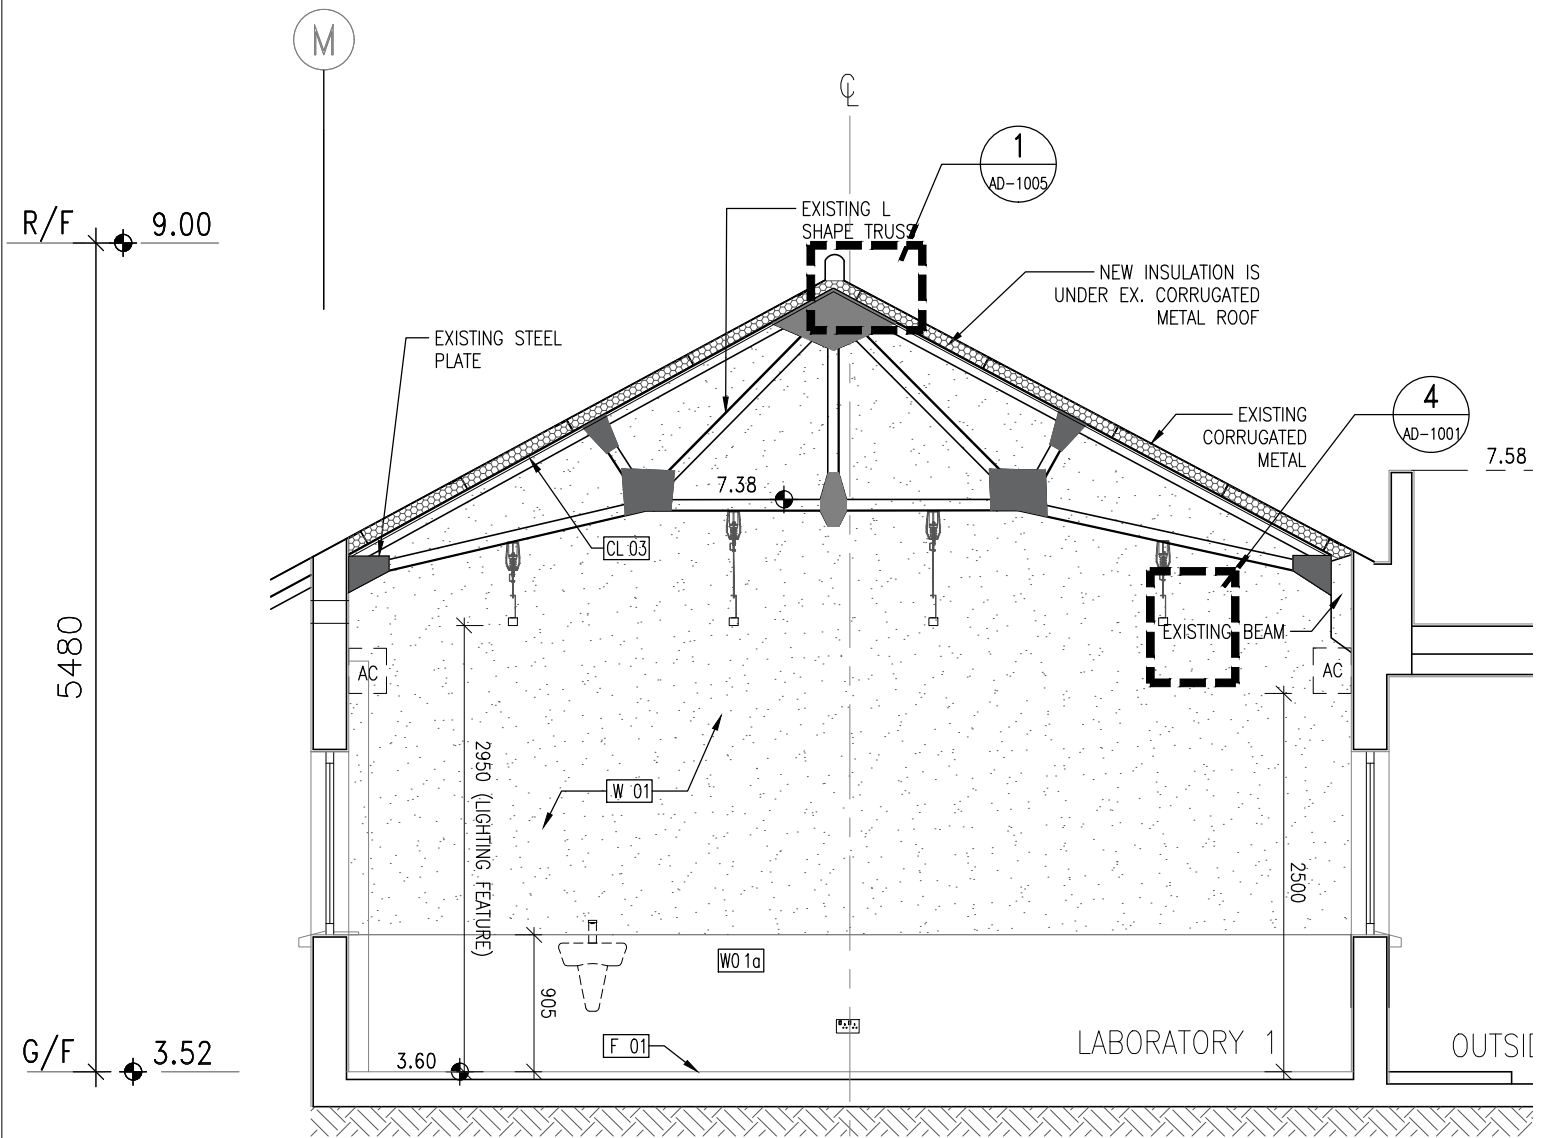 M
CL
1
AD-1005
R/F
9.00
EXISTING L
SHAPE TRUSS
NEW INSULATION IS
UNDER EX. CORRUGATED
METAL ROOF
EXISTING STEEL
PLATE
4
AD-1001
EXISTING
CORRUGATED
METAL
7.58
7.38
CL 03
5480
EXISTING BEAM
AC
AC
2950 (LIGHTING FEATURE)
W 01
2500
W0 1a
905
F 01
LABORATORY 1
OUTSID
G/F
3.52
3.60